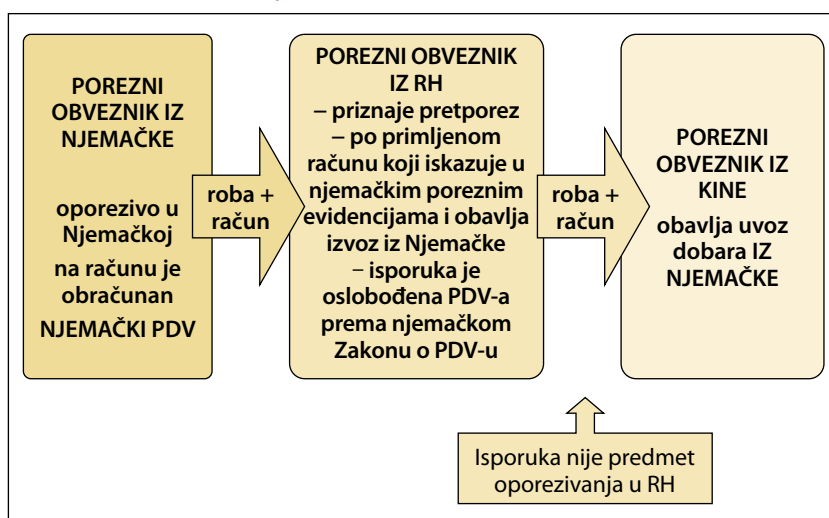 POREZNI
OBVEZNIK IZ
NJEMAČKE
oporezivo u
Njemačkoj
na računu je
obračunan
NJEMAČKI PDV
roba +
račun
POREZNI OBVEZNIK
IZ RH
– priznaje pretporez
– po primljenom
računu koji iskazuje u
njemačkim poreznim
evidencijama i obavlja
izvoz iz Njemačke
– isporuka je
oslobođena PDV-a
prema njemačkom
Zakonu o PDV-u
roba +
račun
POREZNI
OBVEZNIK IZ
KINE
obavlja uvoz
dobara IZ
NJEMAČKE
Isporuka nije predmet
oporezivanja u RH